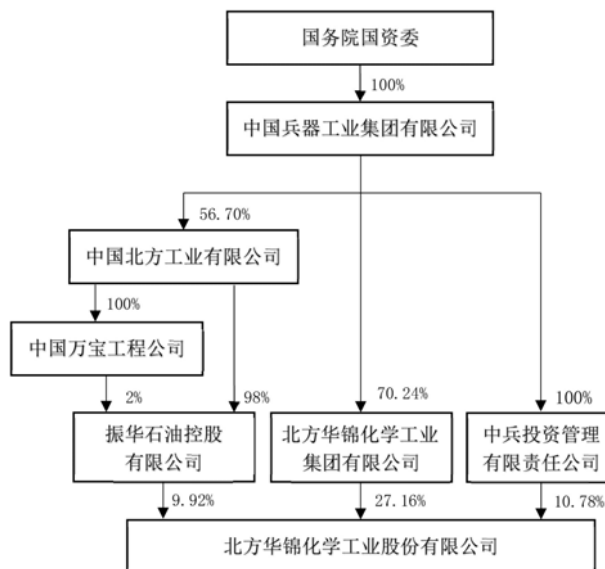 国务院国资委
100%
中国兵器工业集团有限公司
56.70%
中国北方工业有限公司
100%
中国万宝工程公司
2%
98%
70.24%
100%
振华石油控股
有限公司
北方华锦化学工业
集团有限公司
中兵投资管理
有限责任公司
9.92%
27.16%
10.78%
北方华锦化学工业股份有限公司